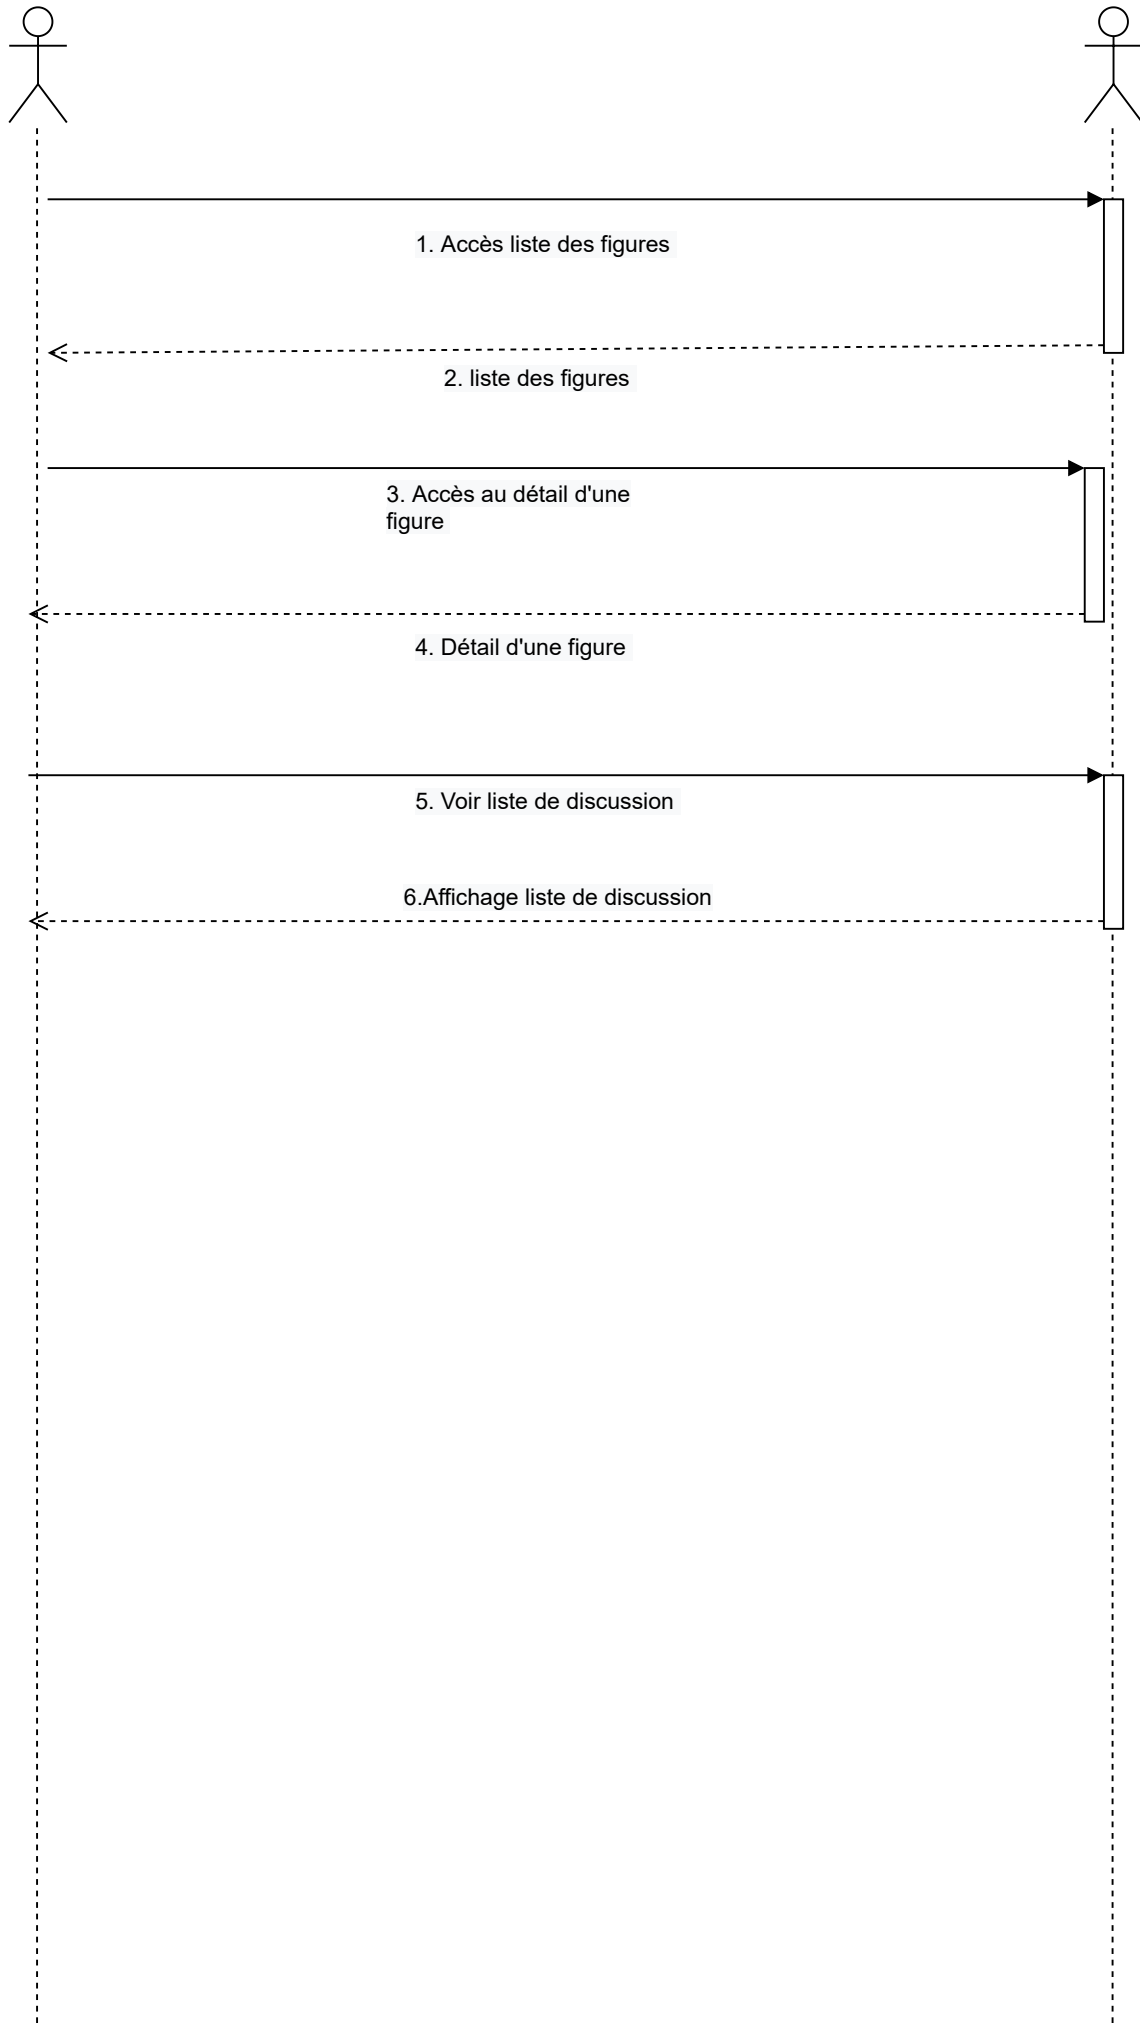 1. Accès liste des figures
2. liste des figures
3. Accès au détail d'une
figure
4. Détail d'une figure
5. Voir liste de discussion
6.Affichage liste de discussion